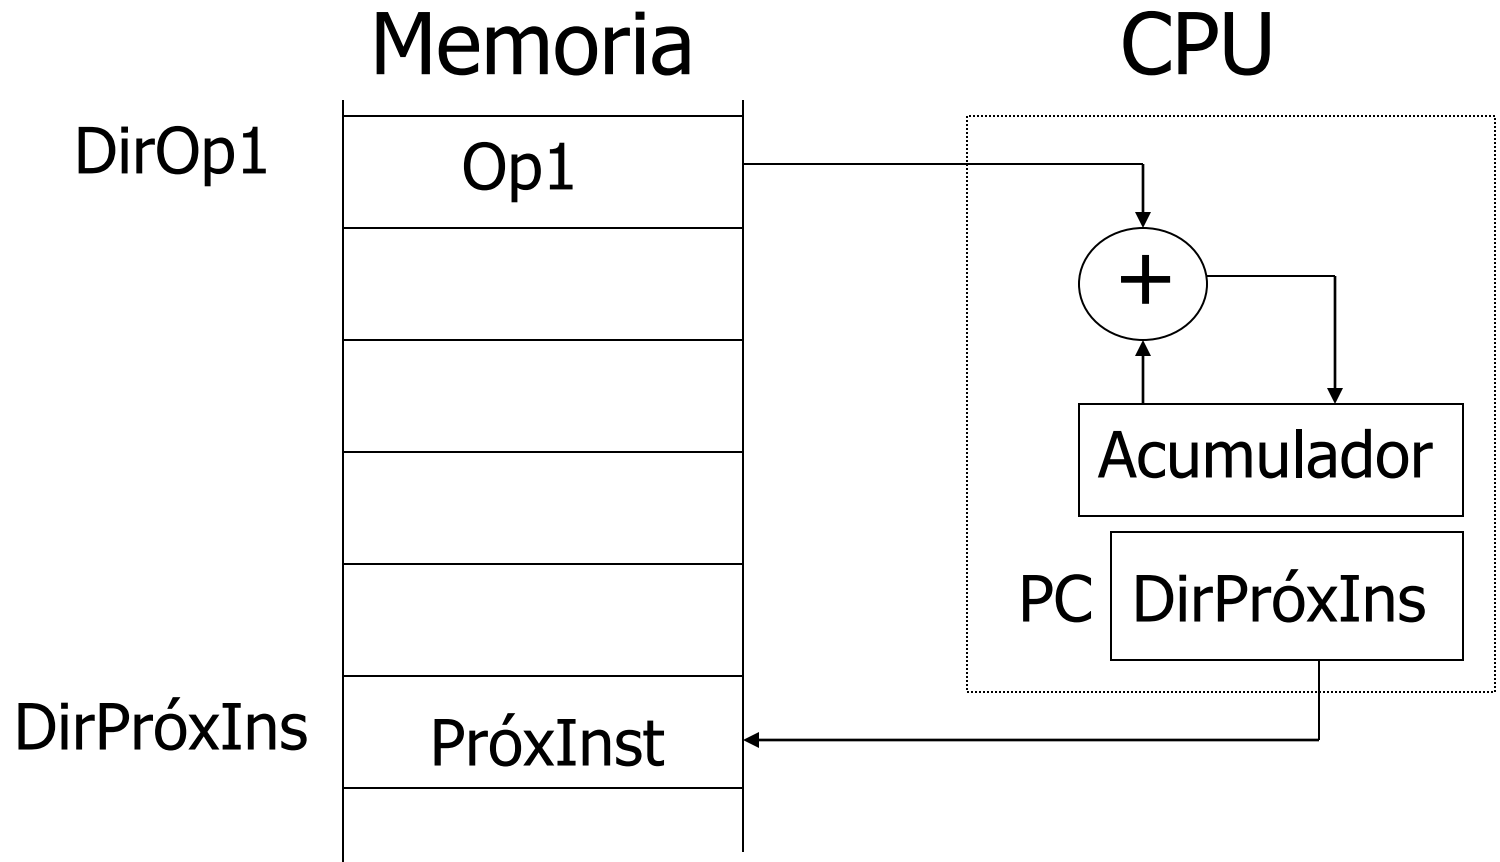 Memoria
CPU
DirOp1
Op1
+
Acumulador
PC
DirPróxIns
DirPróxIns
PróxInst